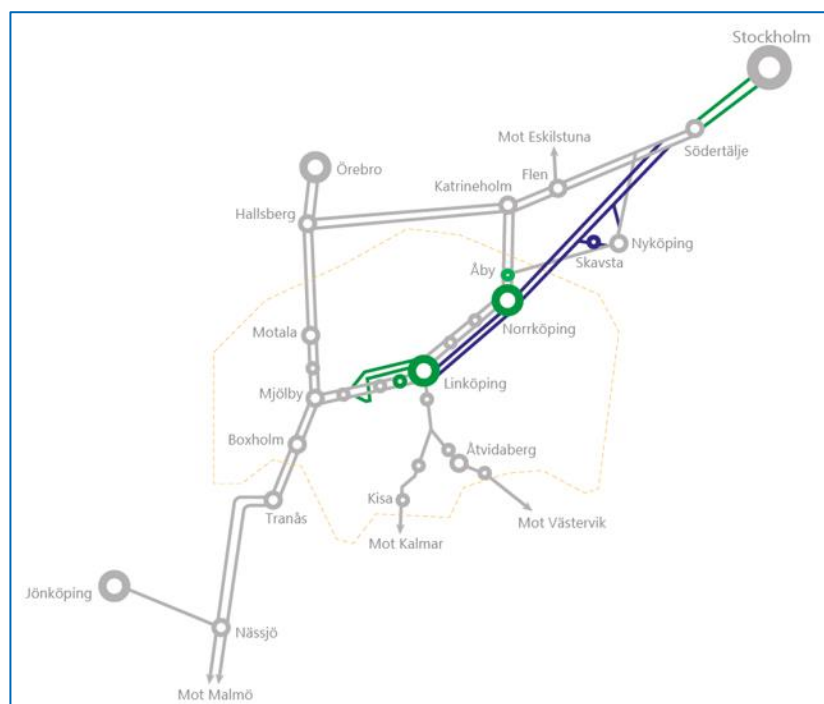 Stockholm
Mot Eskilstuna
Södertälje
Örebro
Flen
Katrineholm
Hallsberg
Nyköping
Skavsta
Åby
Norrköping
Motala
Linköping
Mjölby
Boxholm
Åtvidaberg
Kisa
Tranås
Mot Västervik
Mot Kalmar
Jönköping
Nässjö
Mot Malmö